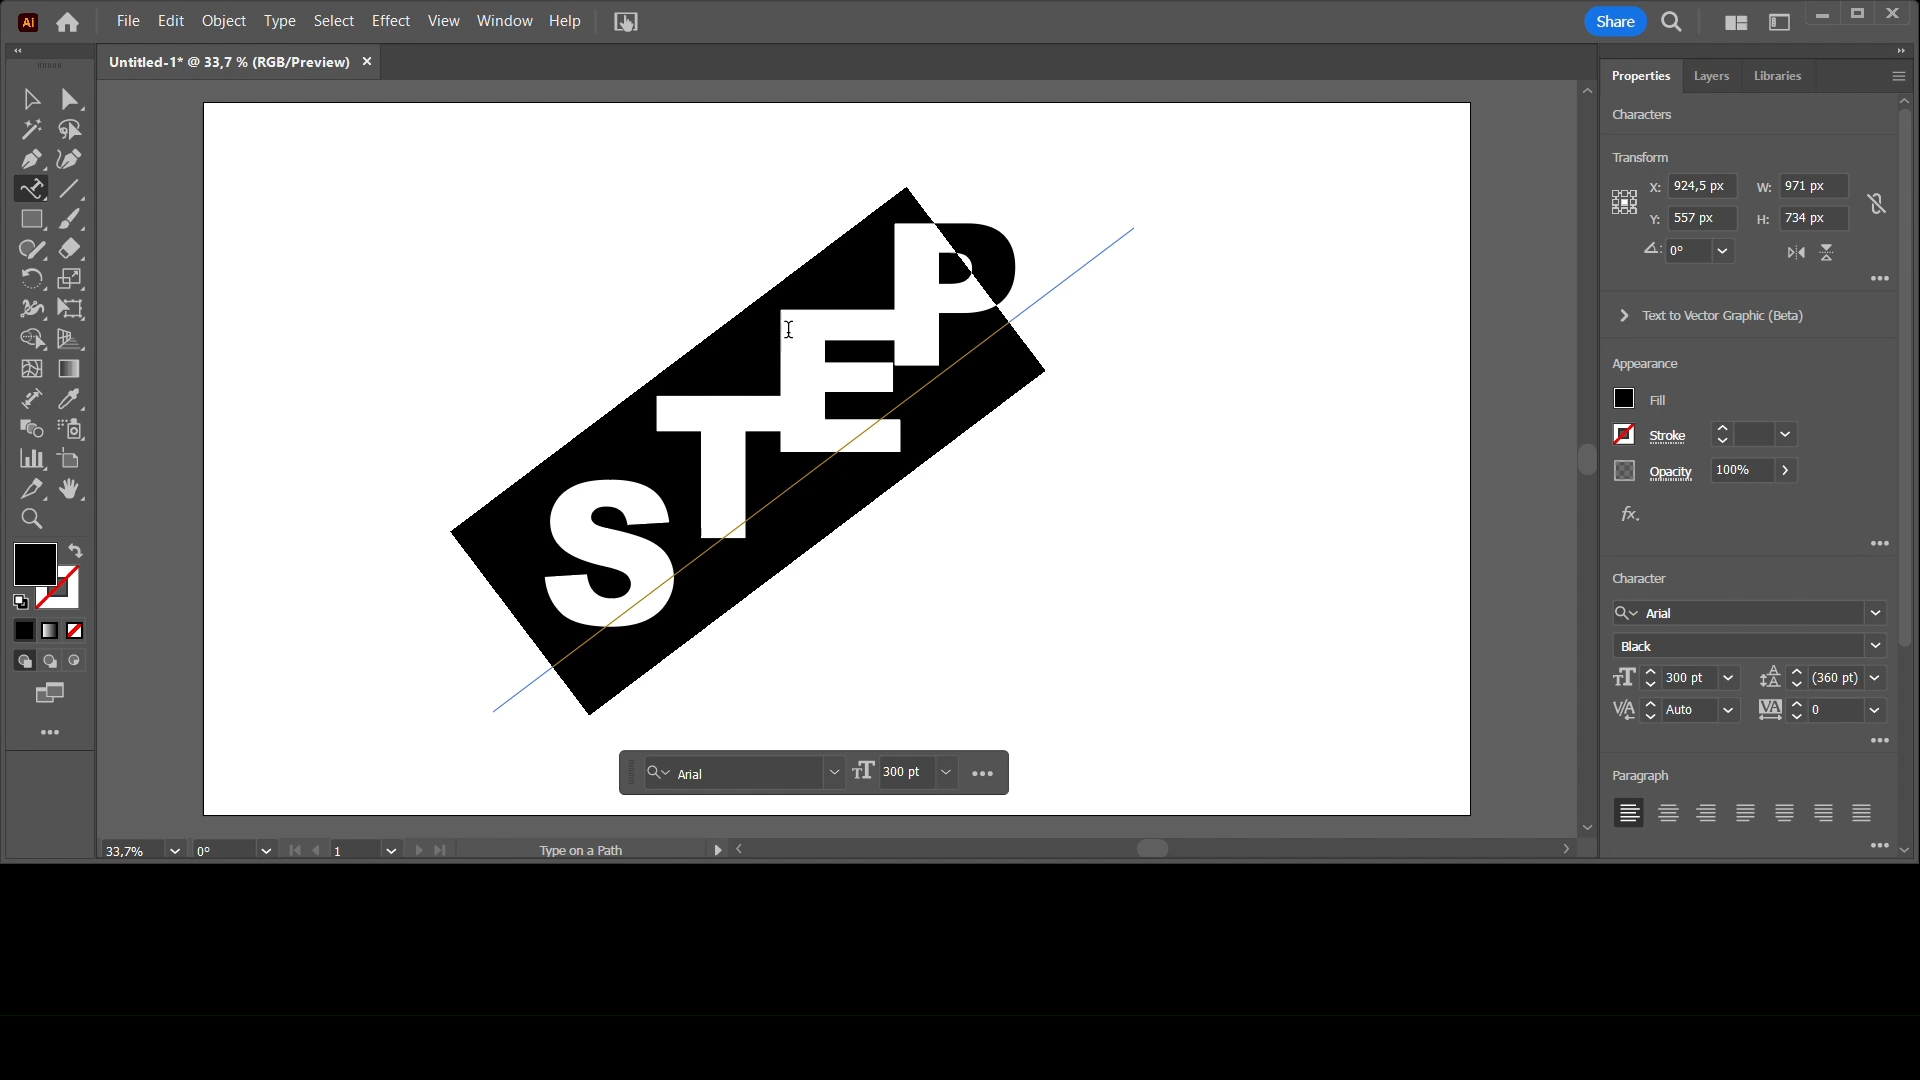 Ai File Edit Object Type Select Effect View Window Help Share
Untitled-1* @ 33,7 % (RGB/Preview) ×
Properties Layers Libraries
Characters
Transform
X: 924,5 px W: 971 px
Y: 557 px H: 734 px
0°
Text to Vector Graphic (Beta)
Appearance
Fill
Stroke
Opacity 100%
fx.
Character
Arial
Black
300 pt (360 pt)
Auto 0
Paragraph
STEP
Arial 300 pt
33,7% 0° 1 Type on a Path